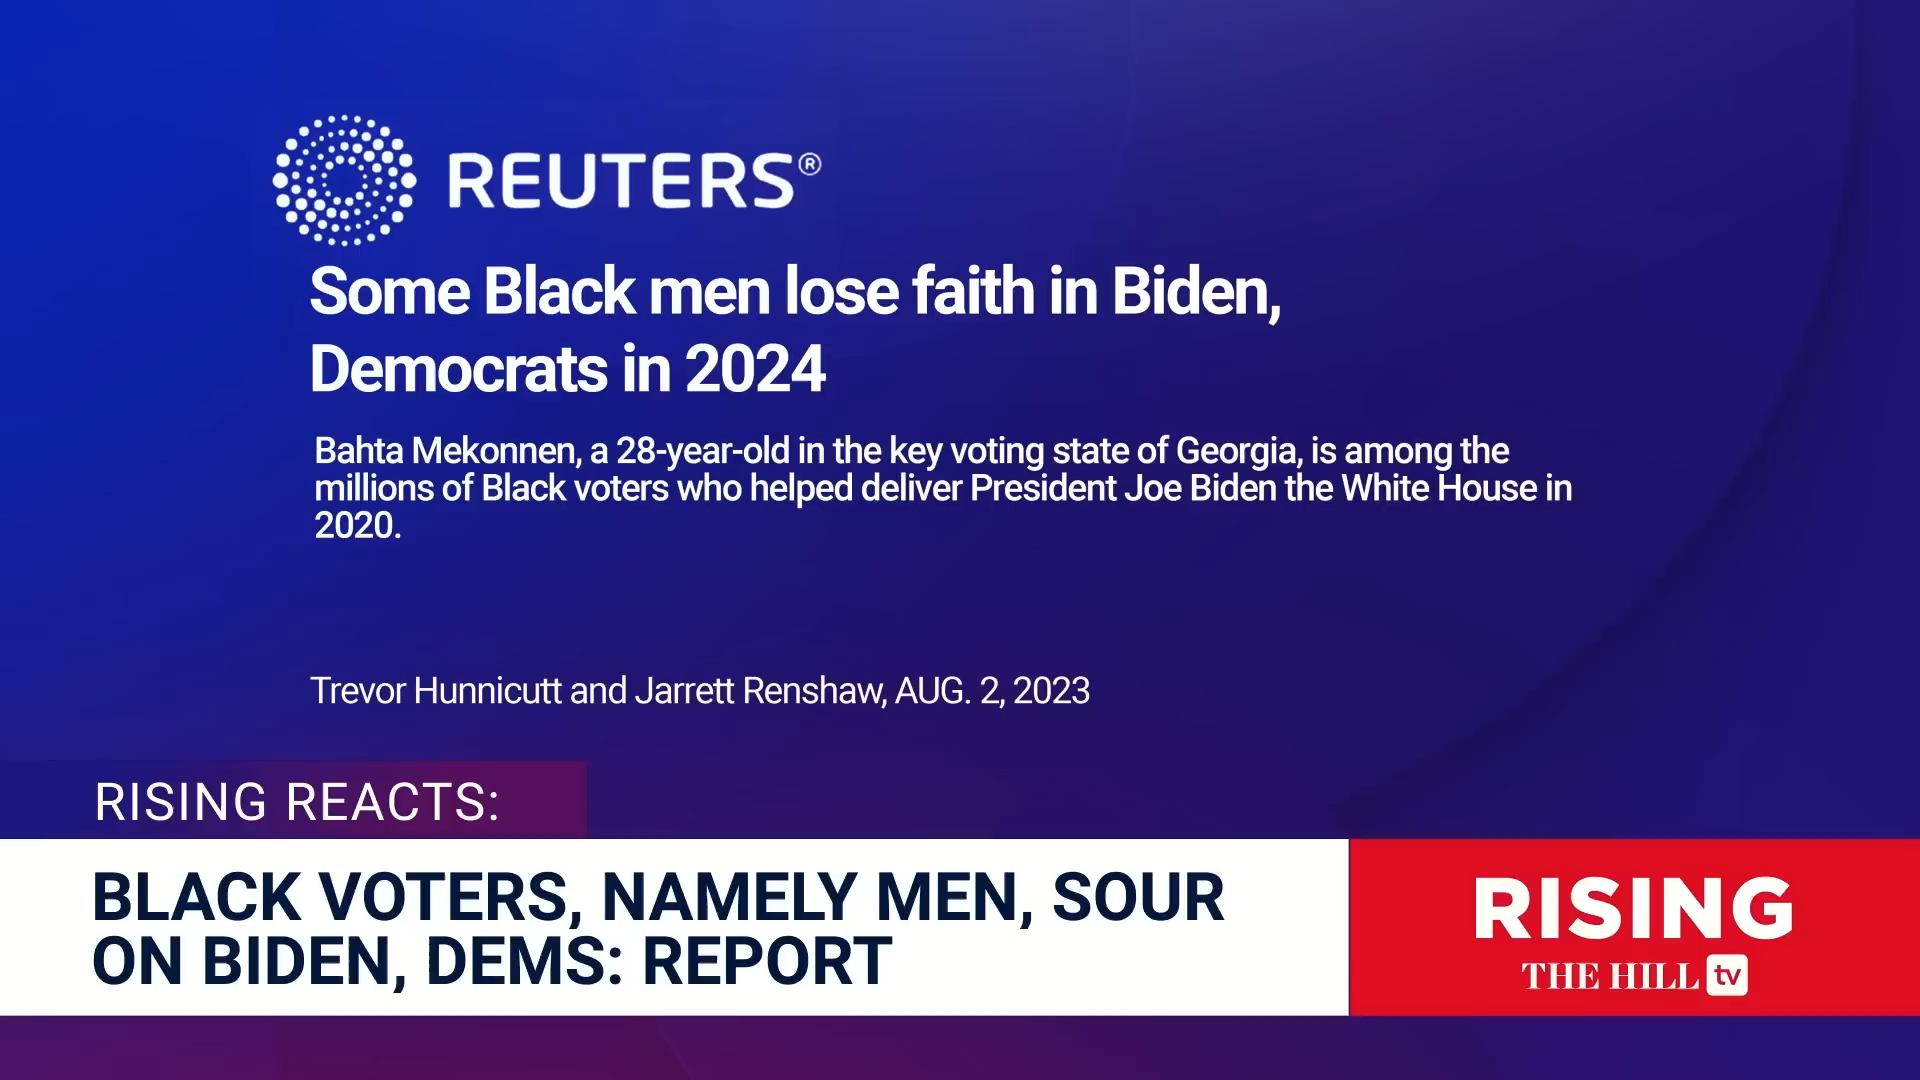 REUTERS®
Some Black men lose faith in Biden,
Democrats in 2024
Bahta Mekonnen, a 28-year-old in the key voting state of Georgia, is among the
millions of Black voters who helped deliver President Joe Biden the White House in
2020.
Trevor Hunnicutt and Jarrett Renshaw, AUG. 2, 2023
RISING REACTS:
BLACK VOTERS, NAMELY MEN, SOUR
ON BIDEN, DEMS: REPORT
RISING
THE HILL tv